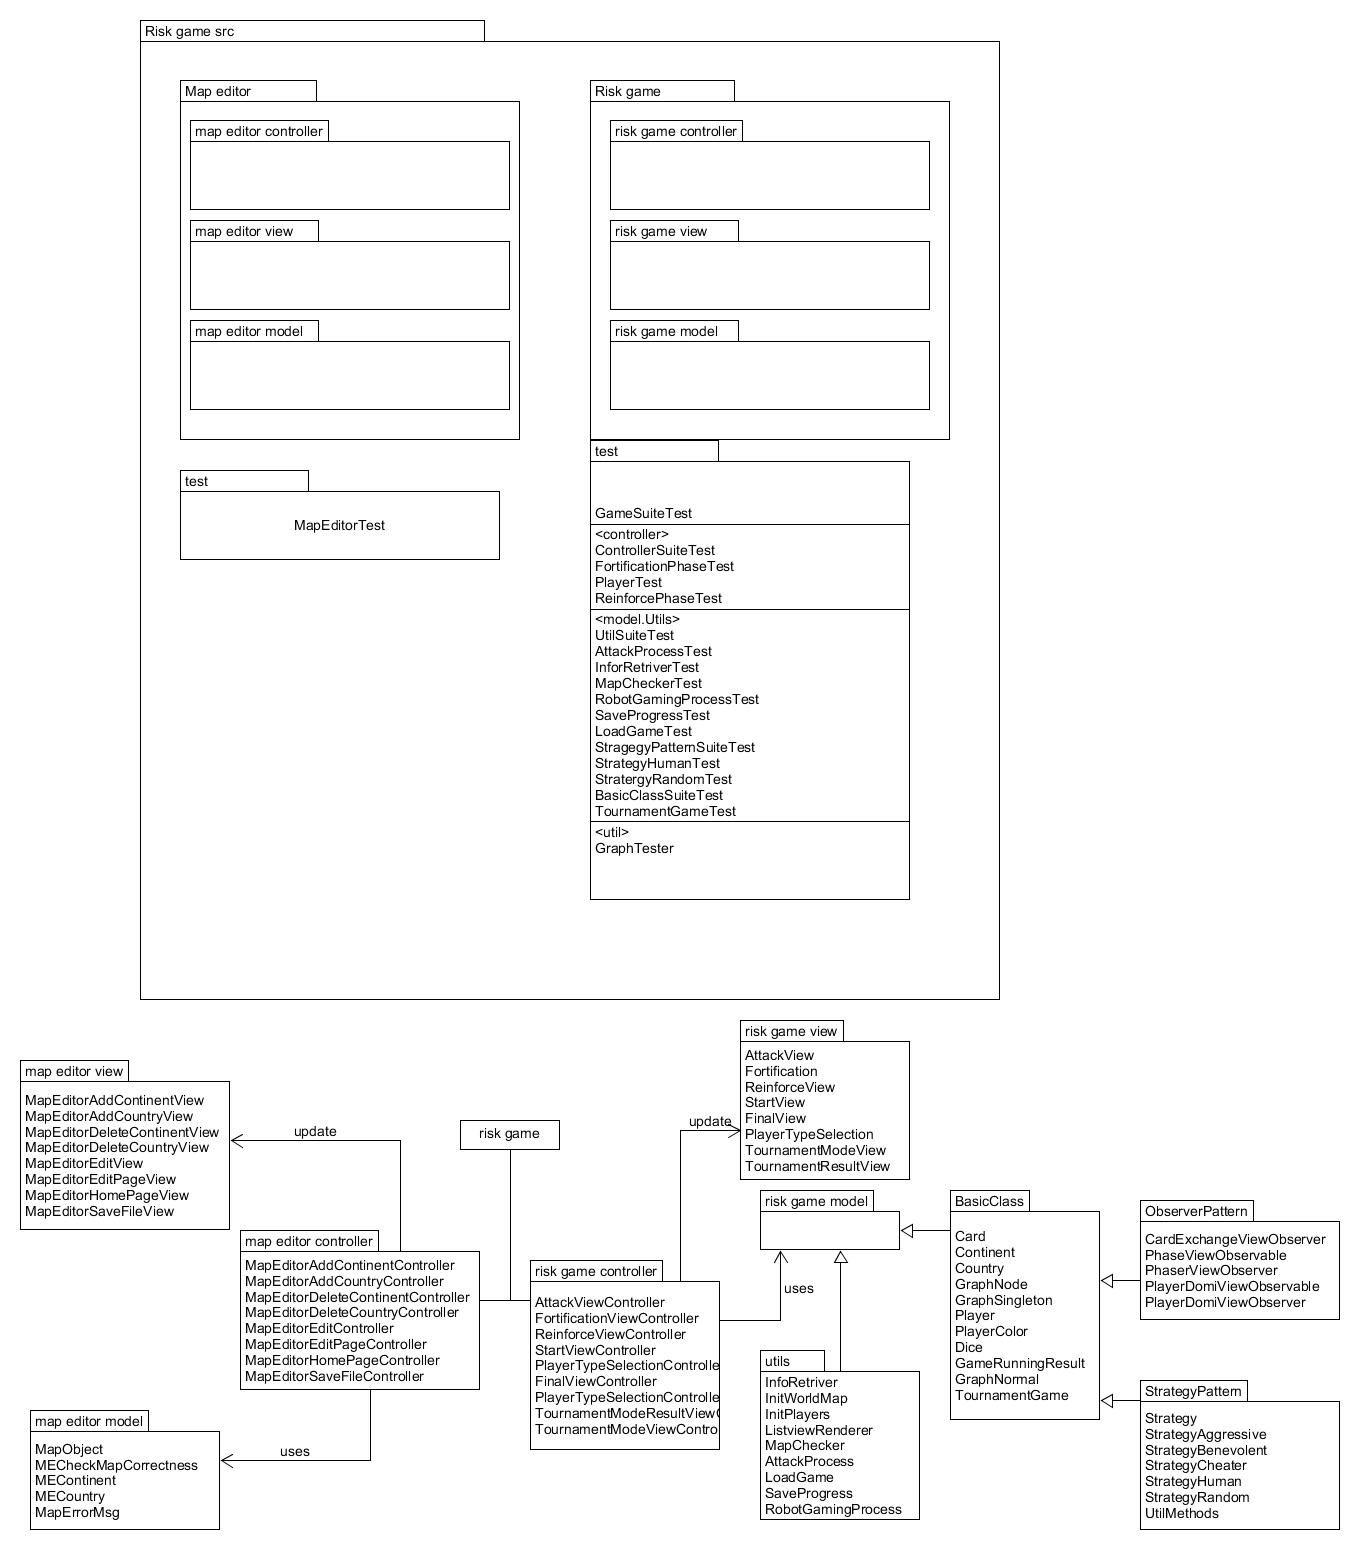 Risk game src
Map editor
map editor controller
map editor view
map editor model
Risk game
risk game controller
risk game view
risk game model
test
MapEditorTest
test
GameSuiteTest
<controller>
ControllerSuiteTest
FortificationPhaseTest
PlayerTest
ReinforcePhaseTest
<model.Utils>
UtilSuiteTest
AttackProcessTest
InforRetriverTest
MapCheckerTest
RobotGamingProcessTest
SaveProgressTest
LoadGameTest
StragegyPatternSuiteTest
StrategyHumanTest
StratergyRandomTest
BasicClassSuiteTest
TournamentGameTest
<util>
GraphTester
map editor view
MapEditorAddContinentView
MapEditorAddCountryView
MapEditorDeleteContinentView
MapEditorDeleteCountryView
MapEditorEditView
MapEditorEditPageView
MapEditorHomePageView
MapEditorSaveFileView
update
map editor controller
MapEditorAddContinentController
MapEditorAddCountryController
MapEditorDeleteContinentController
MapEditorDeleteCountryController
MapEditorEditController
MapEditorEditPageController
MapEditorHomePageController
MapEditorSaveFileController
map editor model
MapObject
MECheckMapCorrectness
MEContinent
MECountry
MapErrorMsg
uses
risk game
risk game controller
AttackViewController
FortificationViewController
ReinforceViewController
StartViewController
PlayerTypeSelectionControlle
FinalViewController
PlayerTypeSelectionControlle
TournamentModeResultViewC
TournamentModeViewContro
update
risk game view
AttackView
Fortification
ReinforceView
StartView
FinalView
PlayerTypeSelection
TournamentModeView
TournamentResultView
risk game model
uses
utils
InfoRetriver
InitWorldMap
InitPlayers
ListviewRenderer
MapChecker
AttackProcess
LoadGame
SaveProgress
RobotGamingProcess
BasicClass
Card
Continent
Country
GraphNode
GraphSingleton
Player
PlayerColor
Dice
GameRunningResult
GraphNormal
TournamentGame
ObserverPattern
CardExchangeViewObserver
PhaseViewObservable
PhaserViewObserver
PlayerDomiViewObservable
PlayerDomiViewObserver
StrategyPattern
Strategy
StrategyAggressive
StrategyBenevolent
StrategyCheater
StrategyHuman
StrategyRandom
UtilMethods